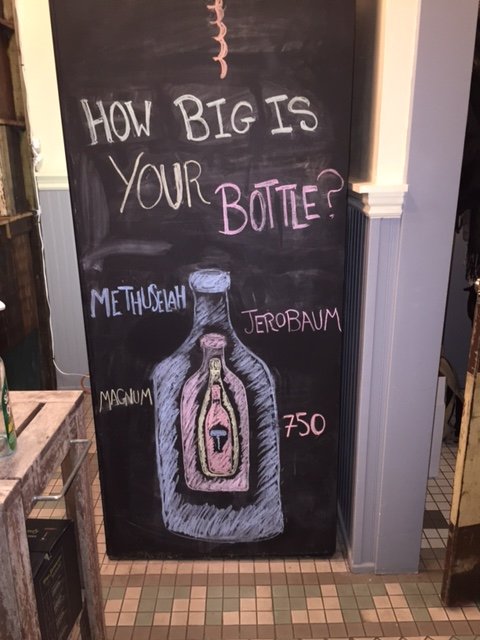 HOW BIG IS
YOUR BOTTLE?
METHUSELAH
JEROBAUM
MAGNUM
750